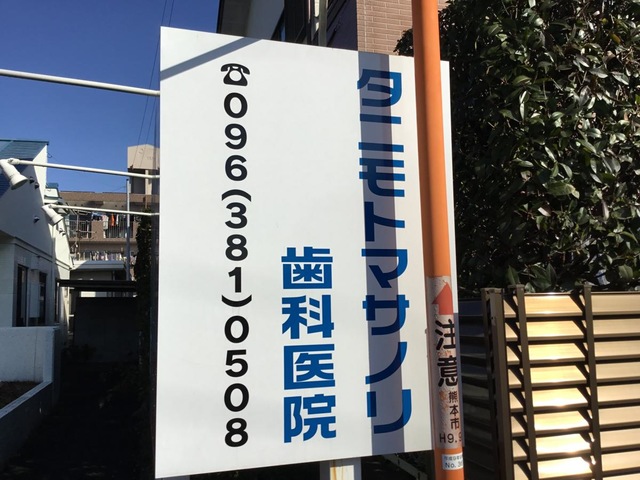 タニモトマサノリ
歯科医院
☎096(381)0508
注意
熊本市